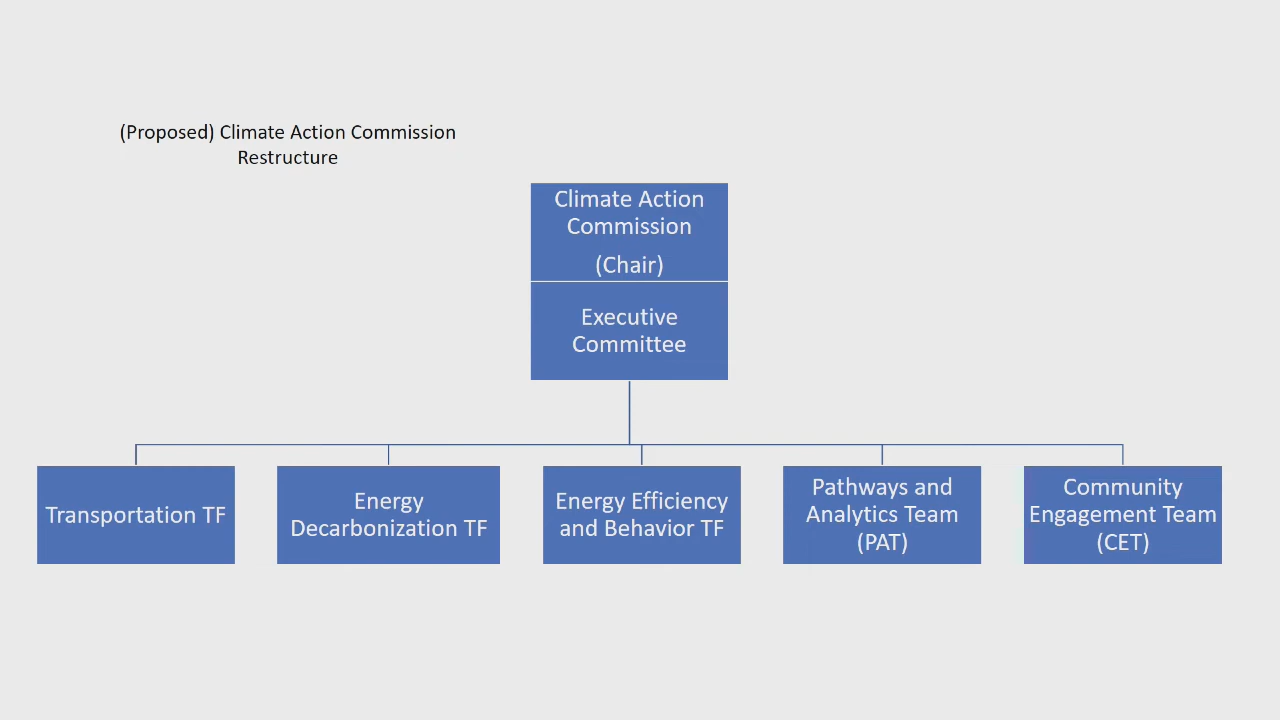 (Proposed) Climate Action Commission
Restructure
Climate Action
Commission
(Chair)
Executive
Committee
Transportation TF
Energy
Decarbonization TF
Energy Efficiency
and Behavior TF
Pathways and
Analytics Team
(PAT)
Community
Engagement Team
(CET)